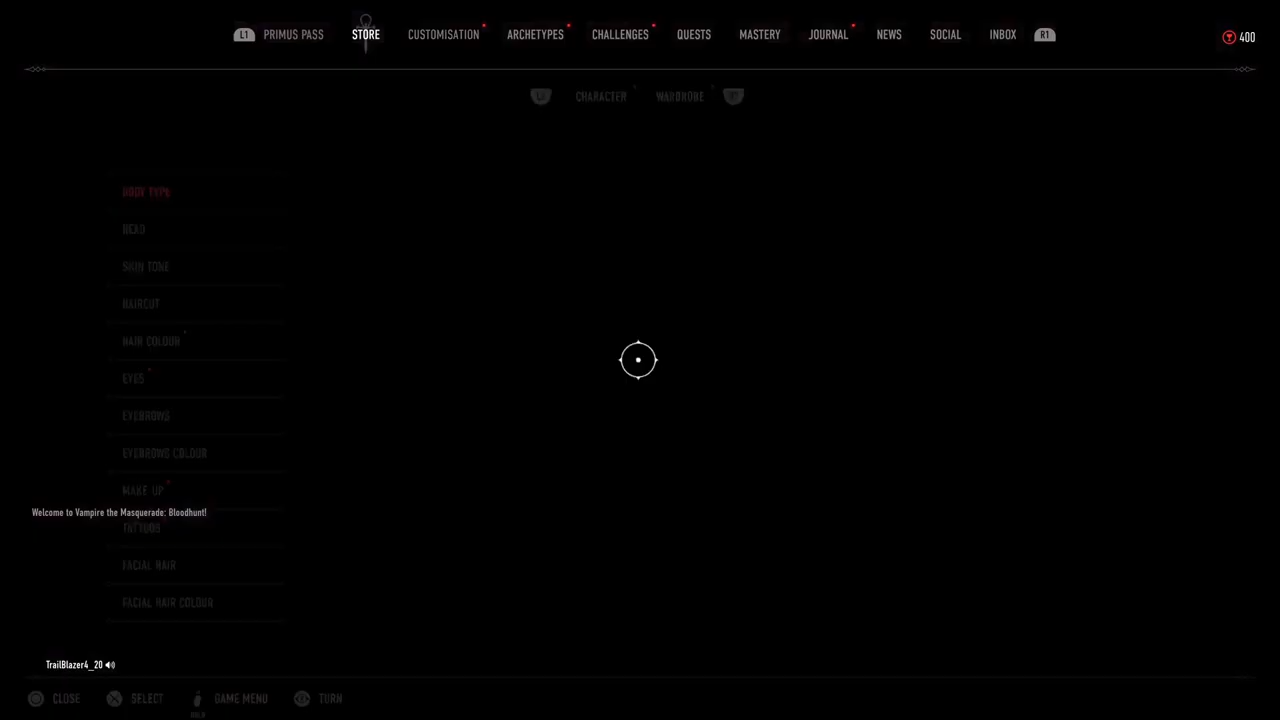 L1 PRIMUS PASS STORE CUSTOMISATION ARCHETYPES CHALLENGES QUESTS MASTERY JOURNAL NEWS SOCIAL INBOX R1
400
CHARACTER WARDROBE
BODY TYPE
HEAD
SKIN TONE
HAIRCUT
HAIR COLOUR
EYES
EYEBROWS
EYEBROWS COLOUR
MAKE UP
Welcome to Vampire the Masquerade: Bloodhunt!
TATTOOS
FACIAL HAIR
FACIAL HAIR COLOUR
TrailBlazer4_20
CLOSE SELECT GAME MENU TURN
HOLD